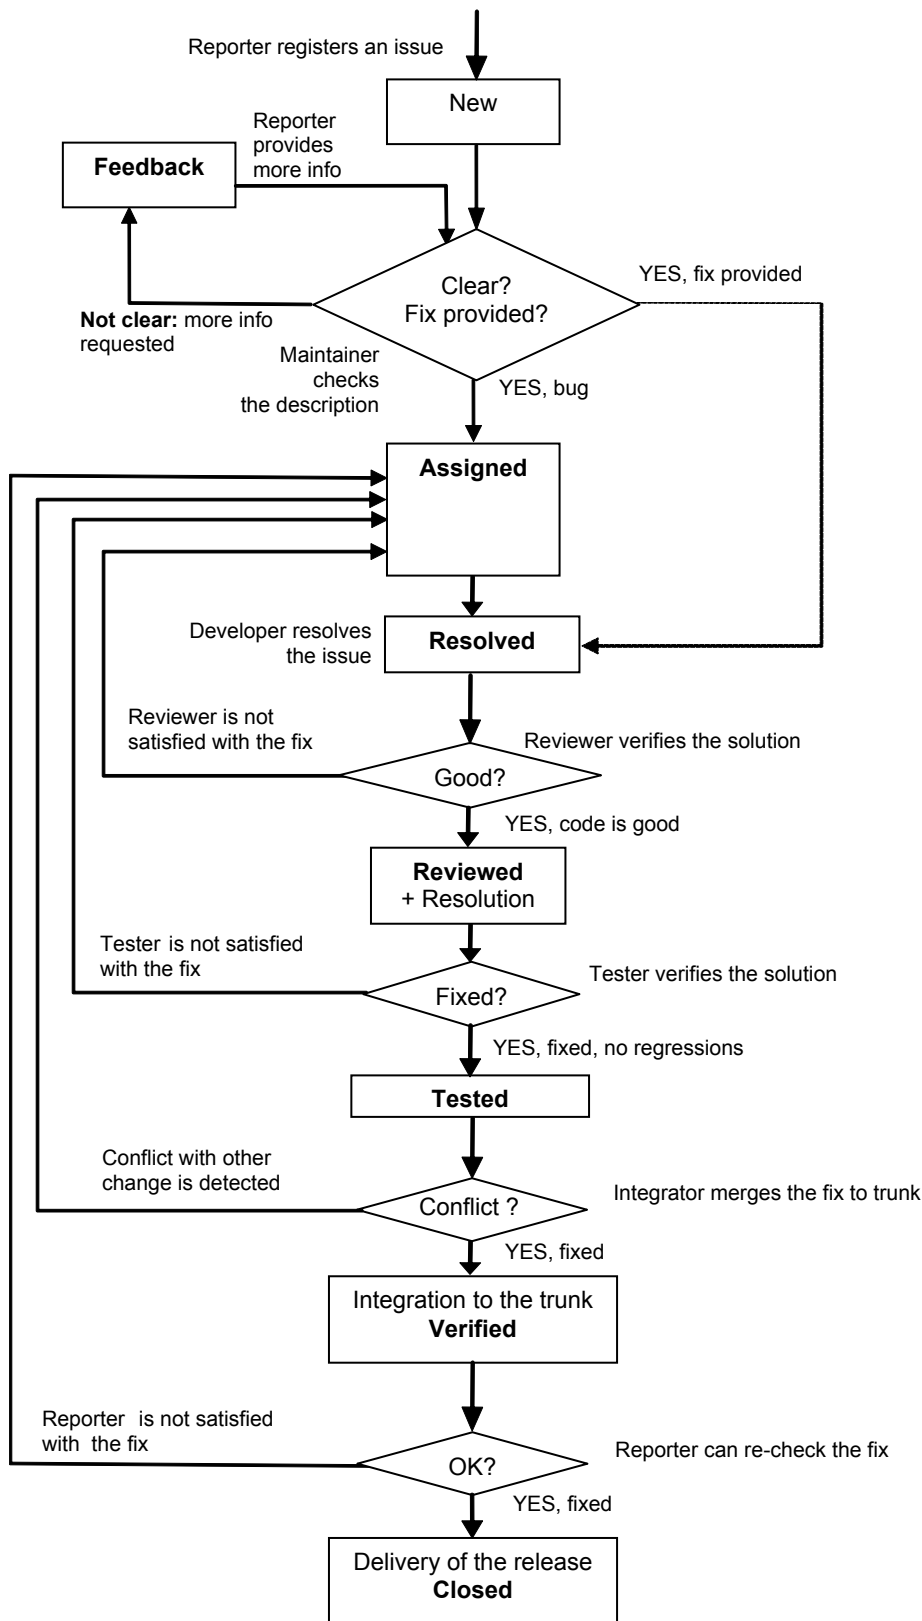 Reporter registers an issue
New
Reporter
provides
more info
Feedback
Clear?
Fix provided?
YES, fix provided
Not clear: more info
requested
Maintainer
checks
the description
YES, bug
Assigned
Developer resolves
the issue
Resolved
Reviewer is not
satisfied with the fix
Reviewer verifies the solution
Good?
YES, code is good
Reviewed
+ Resolution
Tester is not satisfied
with the fix
Tester verifies the solution
Fixed?
YES, fixed, no regressions
Tested
Conflict with other
change is detected
Conflict ?
Integrator merges the fix to trunk
YES, fixed
Integration to the trunk
Verified
Reporter is not satisfied
with the fix
Reporter can re-check the fix
OK?
YES, fixed
Delivery of the release
Closed